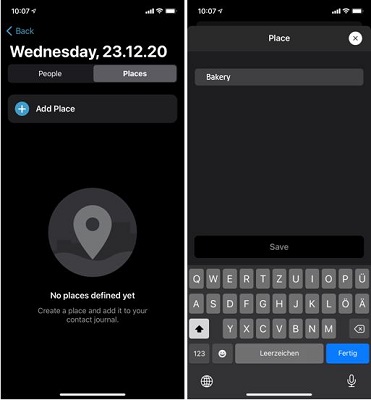 10:07
Back
Wednesday, 23.12.20
People
Places
Add Place
No places defined yet
Create a place and add it to your
contact journal.
10:07
Place
Bakery
Save
Q W E R T Z U I O P Ü
A S D F G H J K L Ö Ä
Y X C V B N M
123
Leerzeichen
Fertig